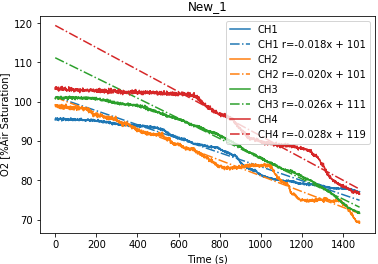 New_1
O2 [%Air Saturation]
120
110
100
90
80
70
0 200 400 600 800 1000 1200 1400
Time (s)
CH1
CH1 r=-0.018x + 101
CH2
CH2 r=-0.020x + 101
CH3
CH3 r=-0.026x + 111
CH4
CH4 r=-0.028x + 119